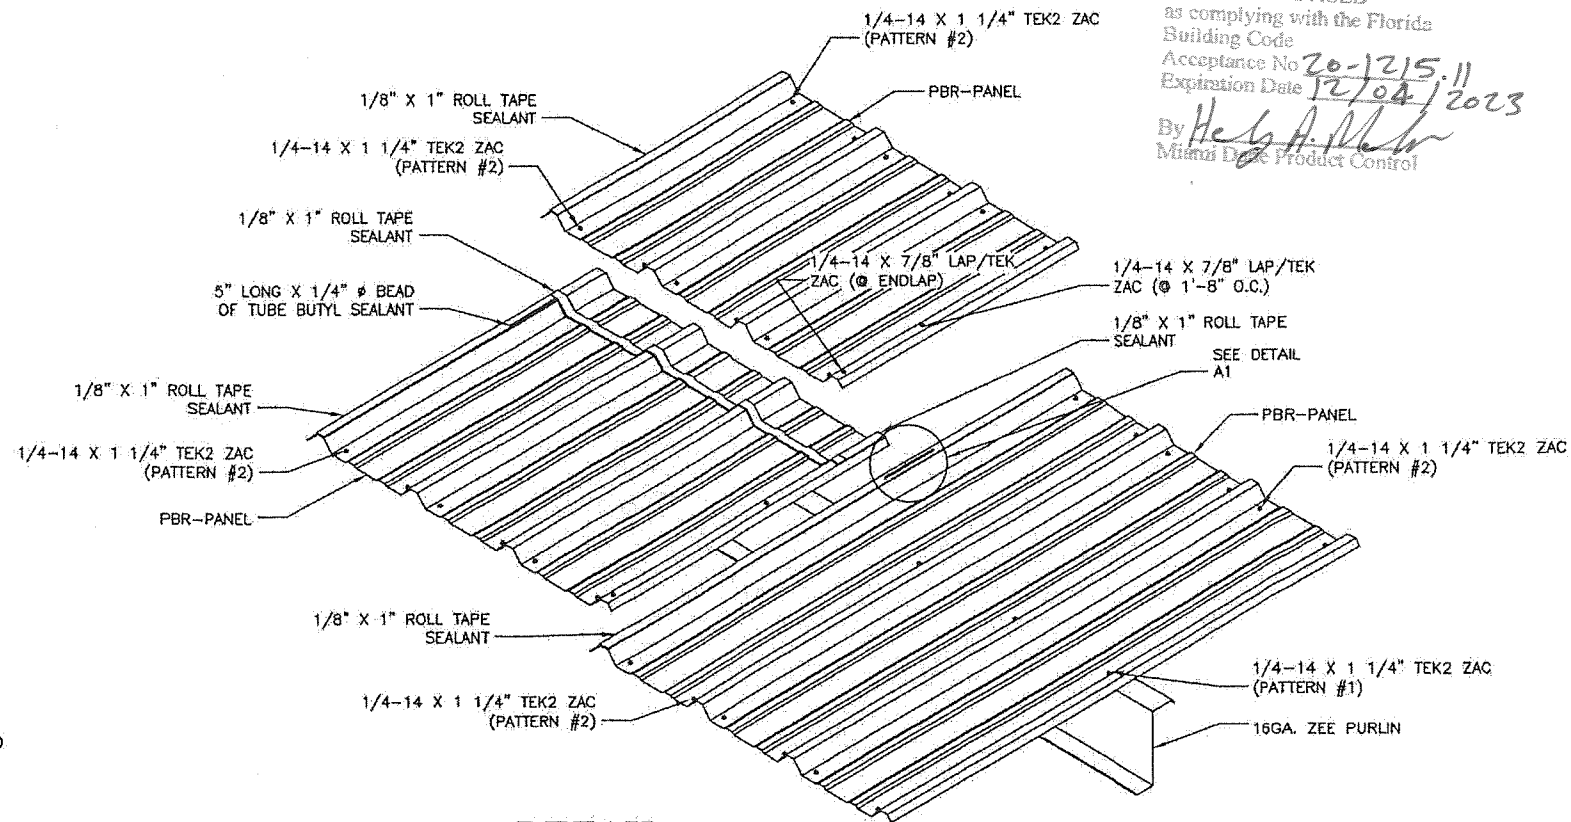 as complying with the Florida
Building Code
Acceptance No 20-1215.11
Expiration Date 12/04/2023
By
Miami Dade Product Control
1/4-14 X 1 1/4" TEK2 ZAC
(PATTERN #2)
PBR-PANEL
1/8" X 1" ROLL TAPE
SEALANT
1/4-14 X 1 1/4" TEK2 ZAC
(PATTERN #2)
1/8" X 1" ROLL TAPE
SEALANT
5" LONG X 1/4" ø BEAD
OF TUBE BUTYL SEALANT
1/4-14 X 7/8" LAP/TEK
ZAC (@ ENDLAP)
1/4-14 X 7/8" LAP/TEK
ZAC (@ 1'-8" O.C.)
1/8" X 1" ROLL TAPE
SEALANT
SEE DETAIL
A1
1/8" X 1" ROLL TAPE
SEALANT
1/4-14 X 1 1/4" TEK2 ZAC
(PATTERN #2)
PBR-PANEL
PBR-PANEL
1/4-14 X 1 1/4" TEK2 ZAC
(PATTERN #2)
1/8" X 1" ROLL TAPE
SEALANT
1/4-14 X 1 1/4" TEK2 ZAC
(PATTERN #2)
1/4-14 X 1 1/4" TEK2 ZAC
(PATTERN #1)
16GA. ZEE PURLIN